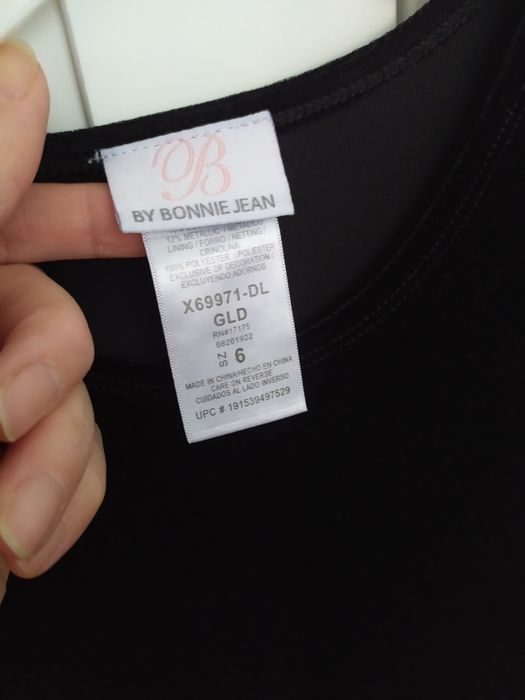 B
BY BONNIE JEAN
12% METALLIC / METALICO
LINING / FORRO / NETTING /
CRINOLINA:
100% POLYESTER / POLIESTER
EXCLUSIVE OF DECORATION /
EXCLUYENDO ADORNOS
X69971-DL
GLD
RN#17175
08201922
SZ 6
MADE IN CHINA/HECHO EN CHINA
CARE ON REVERSE
CUIDADOS AL LADO INVERSO
UPC # 191539497529